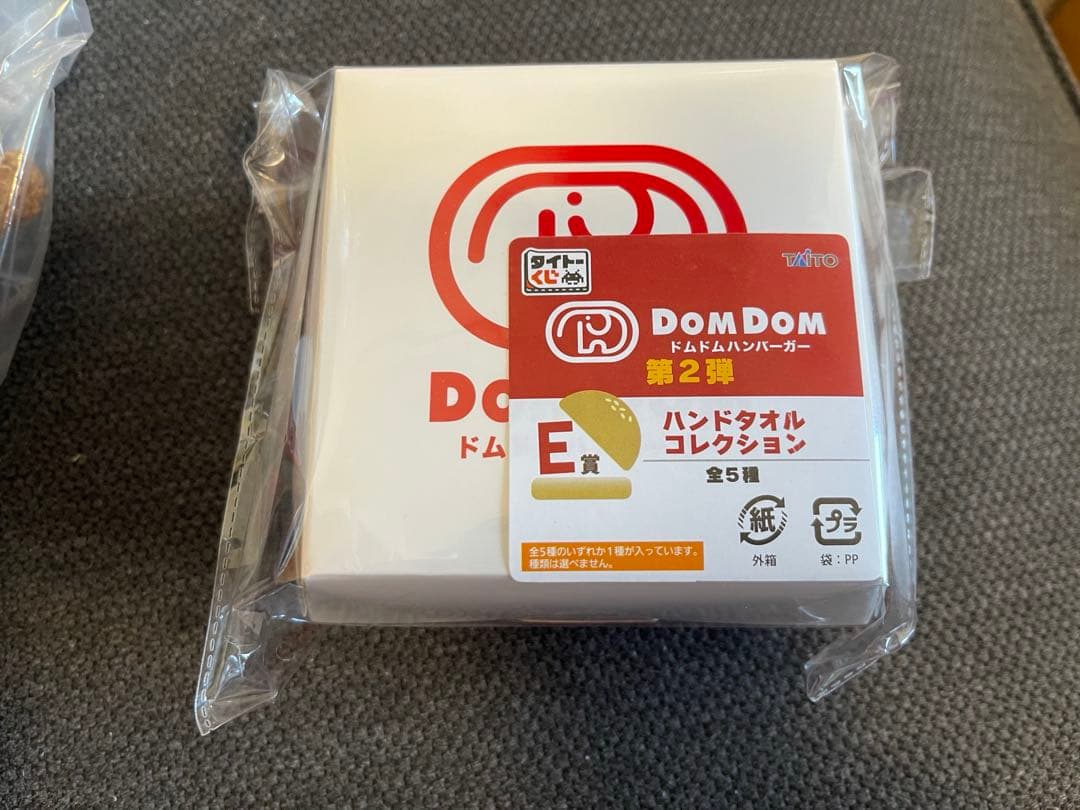 タイトー
くじ
TAITO
DOM DOM
ドムドムハンバーガー
第2弾
Do
ドム
E賞
ハンドタオル
コレクション
全5種
紙
プラ
外箱
袋：PP
全5種のいずれか1種が入っています。
種類は選べません。